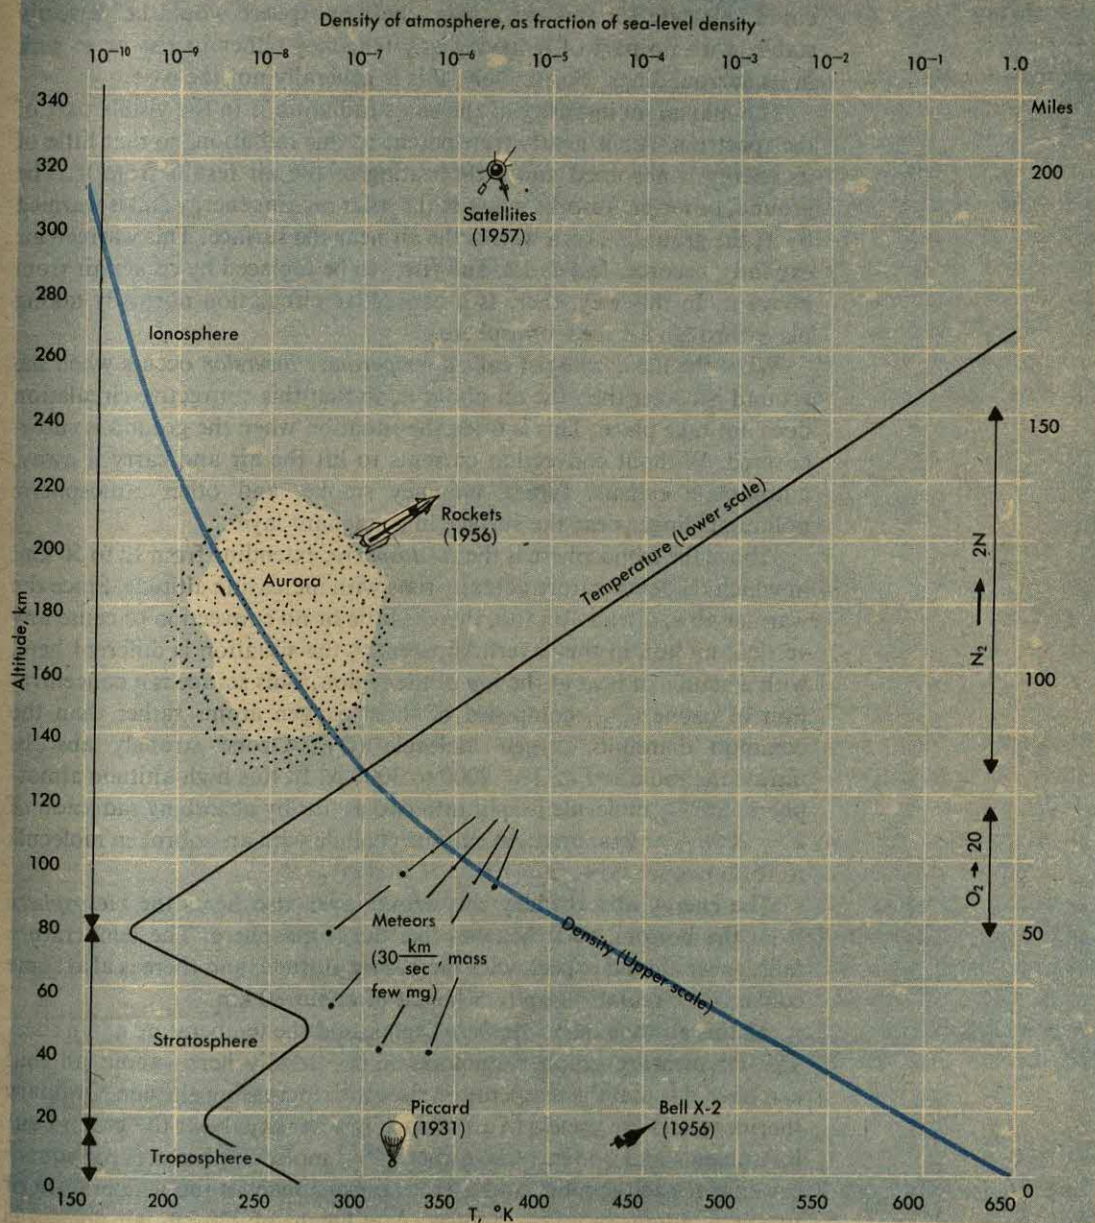 Density of atmosphere, as fraction of sea-level density
10⁻¹⁰ 10⁻⁹ 10⁻⁸ 10⁻⁷ 10⁻⁶ 10⁻⁵ 10⁻⁴ 10⁻³ 10⁻² 10⁻¹ 1.0
340
Miles
320
200
Satellites
(1957)
300
280
Ionosphere
260
240
150
220
Rockets
(1956)
Temperature (Lower scale)
200
N₂ → 2N
Aurora
180
Altitude, km
160
100
140
120
O₂ → 20
100
80
50
Meteors
(30 km/sec, mass
few mg)
Density (Upper scale)
60
Stratosphere
40
20
Piccard
(1931)
Bell X-2
(1956)
Troposphere
0
0
150 200 250 300 350 400 450 500 550 600 650
T, °K